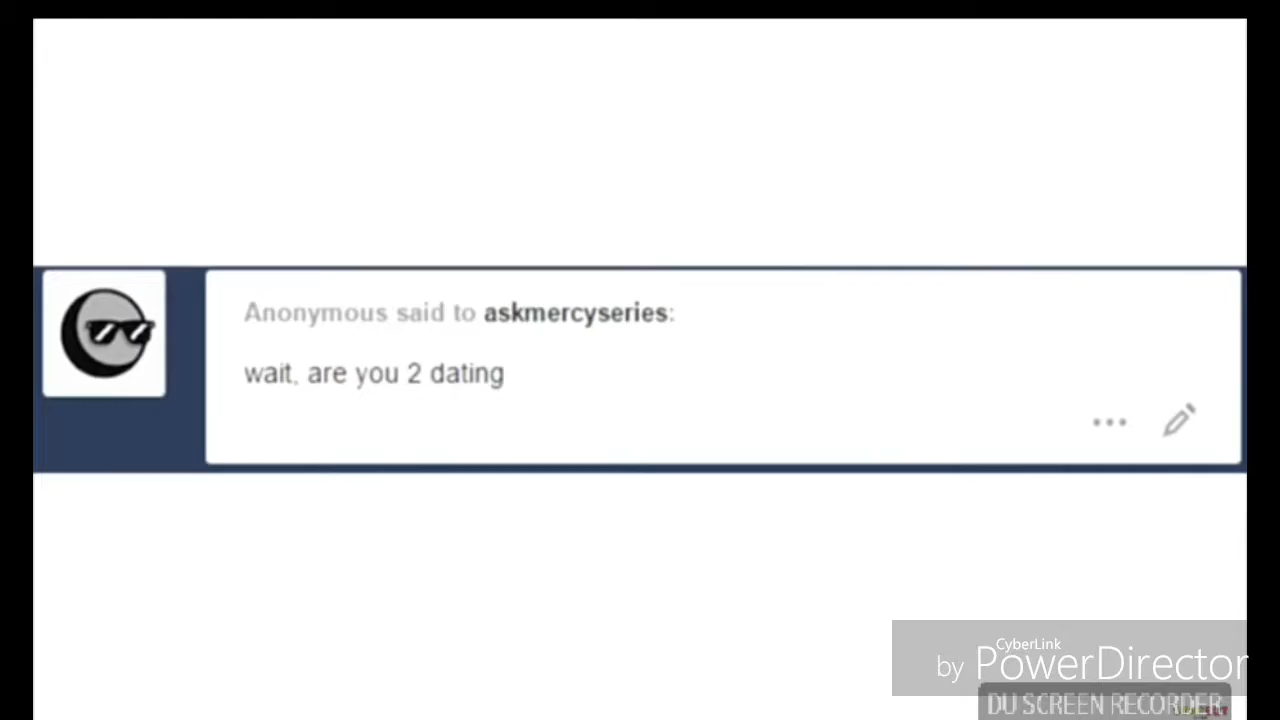 Anonymous said to askmercyseries:
wait, are you 2 dating
CyberLink
by PowerDirector
DU SCREEN RECORDER